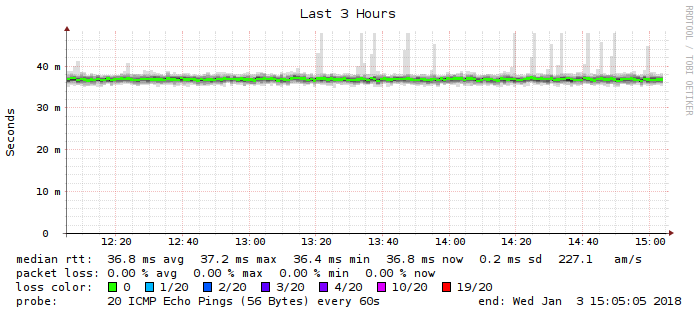 Last 3 Hours
RRDTOOL / TOBI OETIKER
Seconds
40 m
30 m
20 m
10 m
0
12:20 12:40 13:00 13:20 13:40 14:00 14:20 14:40 15:00
median rtt: 36.8 ms avg 37.2 ms max 36.4 ms min 36.8 ms now 0.2 ms sd 227.1 am/s
packet loss: 0.00 % avg 0.00 % max 0.00 % min 0.00 % now
loss color: 0 1/20 2/20 3/20 4/20 10/20 19/20
probe: 20 ICMP Echo Pings (56 Bytes) every 60s end: Wed Jan 3 15:05:05 2018